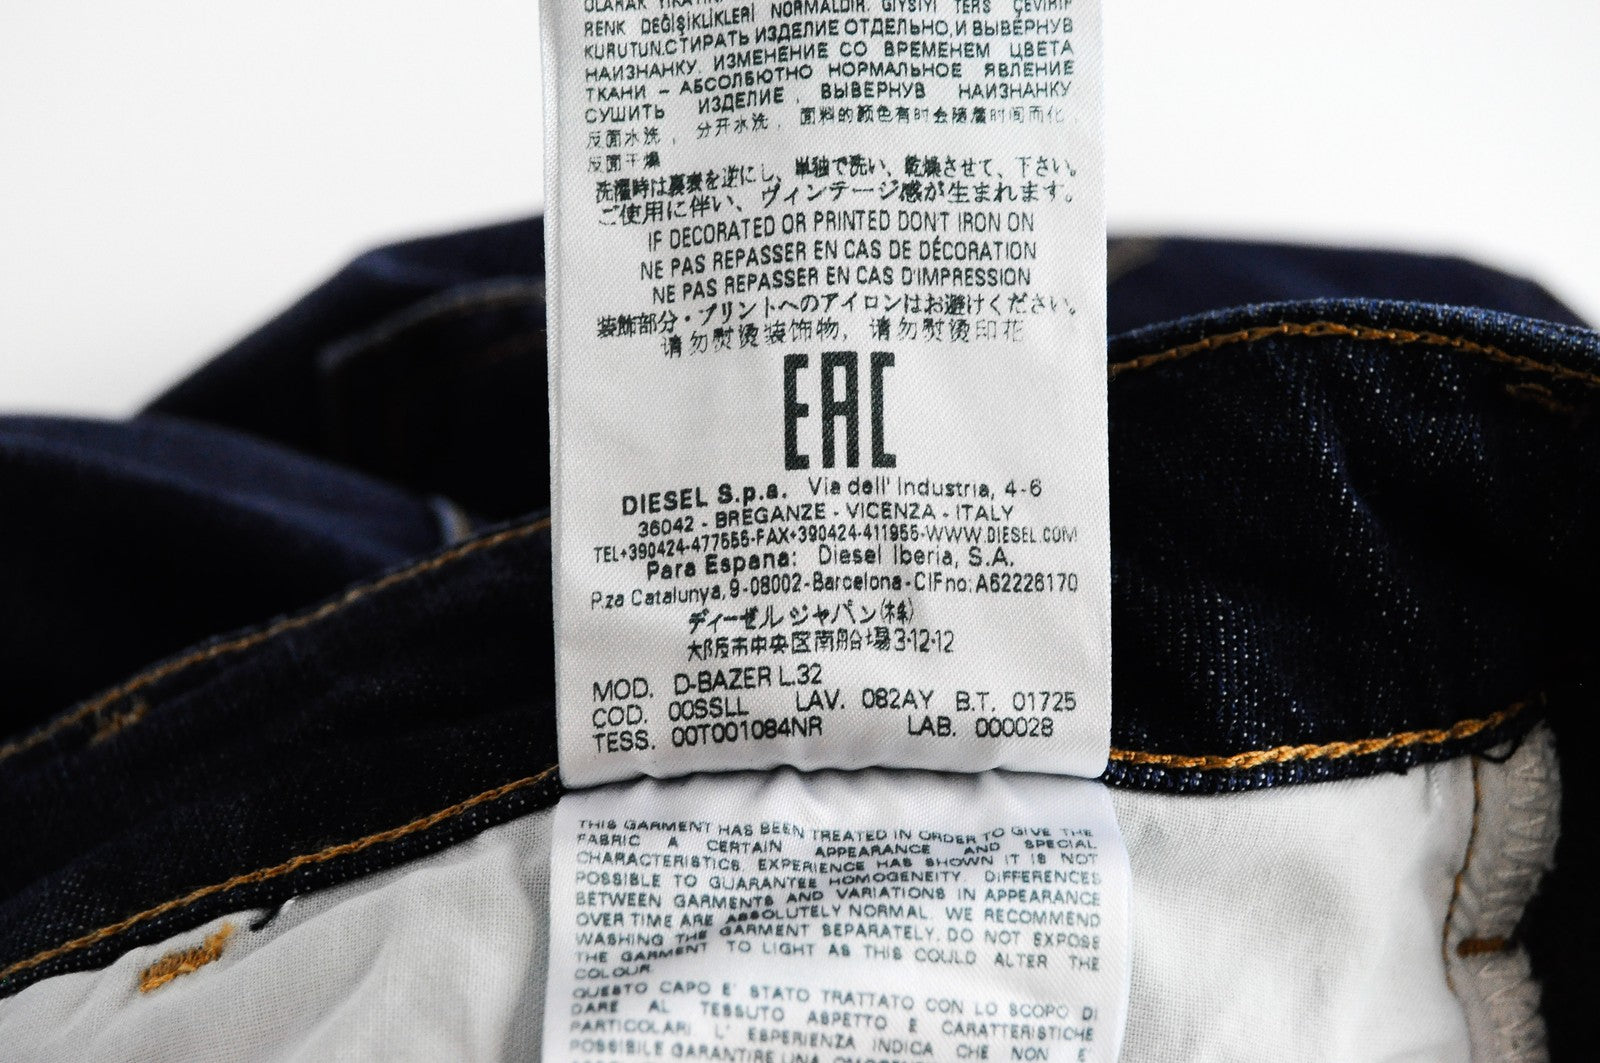 OLARAK YIKATIN
NORMALDIR. GİYSİYİ TERS ÇEVİRİP
RENK DEĞİŞİKLİKLERİ
KURUTUN.СТИРАТЬ ИЗДЕЛИЕ ОТДЕЛЬНО,И ВЫВЕРНУВ
НАИЗНАНКУ. ИЗМЕНЕНИЕ СО ВРЕМЕНЕМ ЦВЕТА
ТКАНИ – АБСОЛЮТНО НОРМАЛЬНОЕ ЯВЛЕНИЕ
СУШИТЬ ИЗДЕЛИЕ , ВЫВЕРНУВ НАИЗНАНКУ
反面水洗， 分开水洗， 面料的颜色有时会随着时间而化，
反面干燥
洗濯時は裏表を逆にし、単独で洗い、乾燥させて、下さい。
ご使用に伴い、ヴィンテージ感が生まれます。
IF DECORATED OR PRINTED DON'T IRON ON
NE PAS REPASSER EN CAS DE DÉCORATION
NE PAS REPASSER EN CAS D'IMPRESSION
装飾部分・プリントへのアイロンはお避けください。
请勿熨烫装饰物, 请勿熨烫印花
EAC
DIESEL S.p.a. Via dell' Industria, 4-6
36042 - BREGANZE - VICENZA - ITALY
TEL+390424-477555-FAX+390424-411955-WWW.DIESEL.COM
Para Espana: Diesel Iberia, S.A.
P.za Catalunya, 9-08002-Barcelona-CIF no: A62226170
ディーゼル ジャパン(株)
大阪市中央区南船場3-12-12
MOD. D-BAZER L.32
COD. 00SSLL LAV. 082AY B.T. 01725
TESS. 00T001084NR LAB. 000028
THIS GARMENT HAS BEEN TREATED IN ORDER TO GIVE THE
FABRIC A CERTAIN APPEARANCE AND SPECIAL
CHARACTERISTICS. EXPERIENCE HAS SHOWN IT IS NOT
POSSIBLE TO GUARANTEE HOMOGENEITY. DIFFERENCES
BETWEEN GARMENTS AND VARIATIONS IN APPEARANCE
OVER TIME ARE ABSOLUTELY NORMAL. WE RECOMMEND
WASHING THE GARMENT SEPARATELY. DO NOT EXPOSE
THE GARMENT TO LIGHT AS THIS COULD ALTER THE
COLOUR.
QUESTO CAPO E' STATO TRATTATO CON LO SCOPO DI
DARE AL TESSUTO ASPETTO E CARATTERISTICHE
PARTICOLARI. L' ESPERIENZA INDICA CHE NON E'
POSSIBILE GARANTIRE UNA